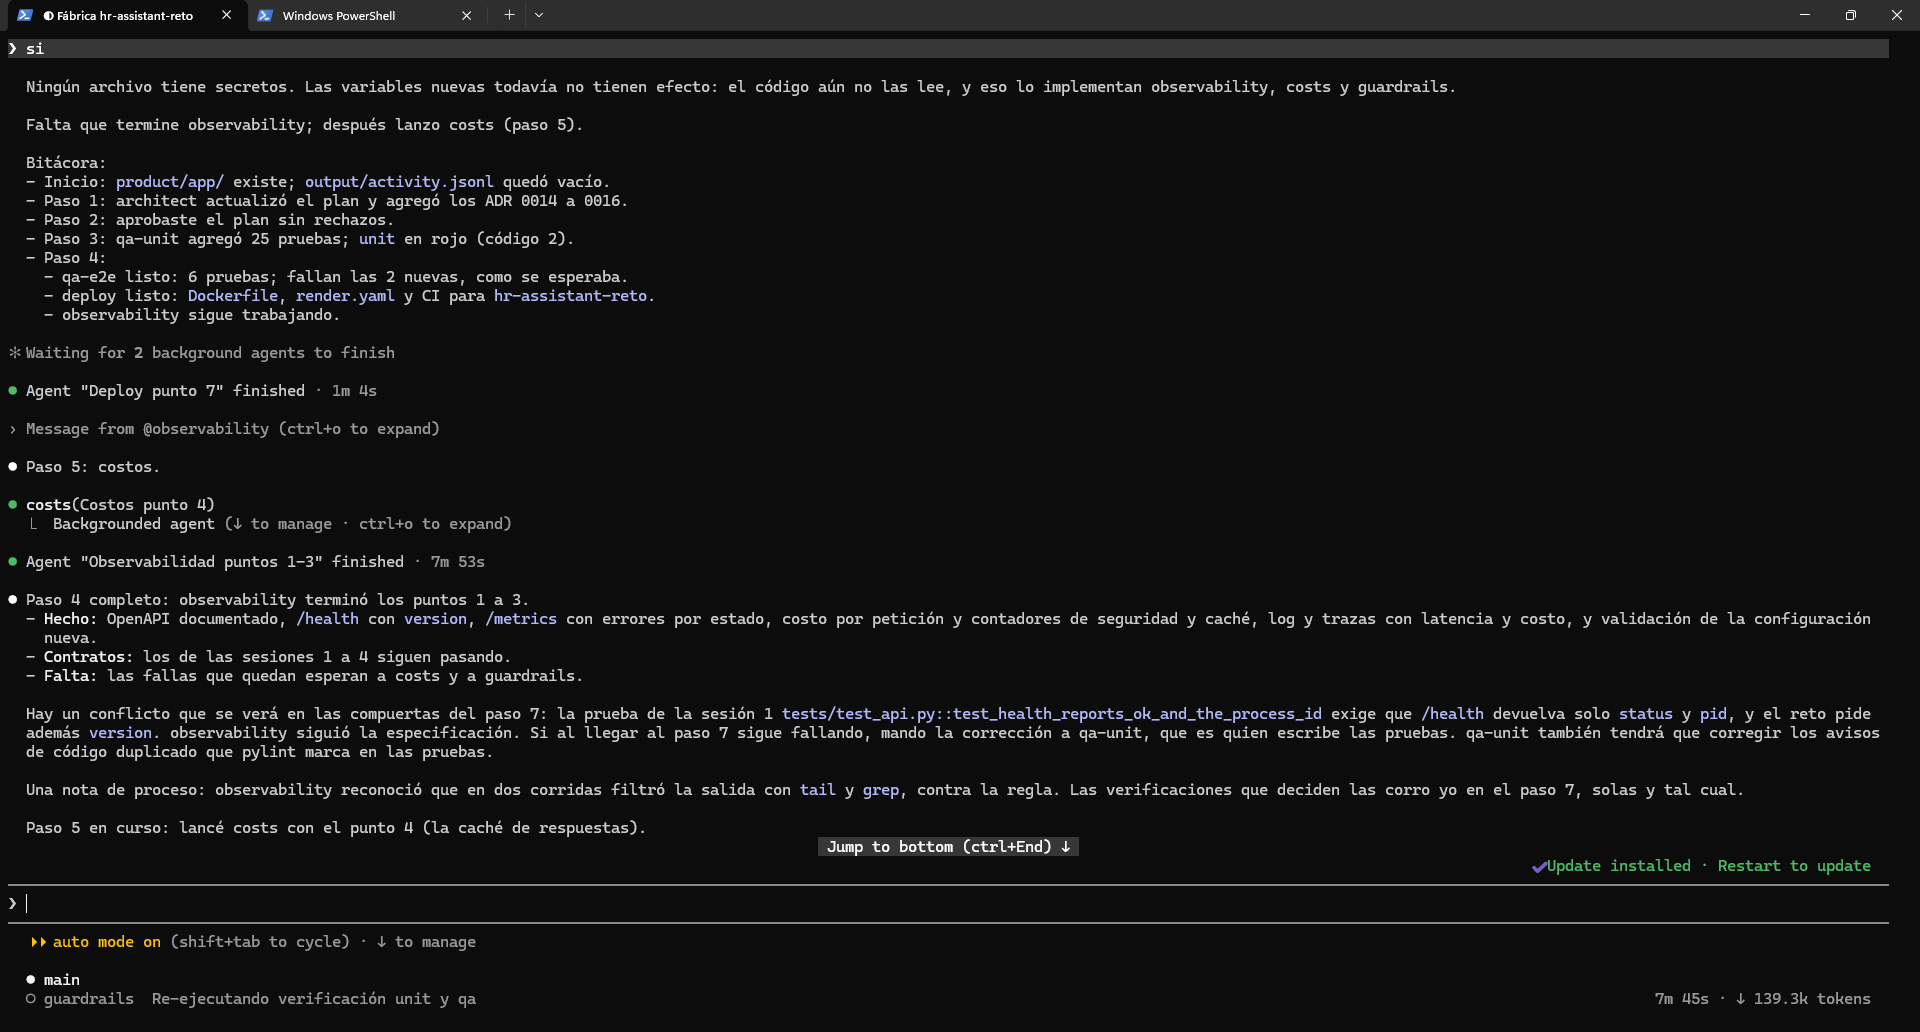 ◐ Fábrica hr-assistant-reto
Windows PowerShell
❯ si
Ningún archivo tiene secretos. Las variables nuevas todavía no tienen efecto: el código aún no las lee, y eso lo implementan observability, costs y guardrails.
Falta que termine observability; después lanzo costs (paso 5).
Bitácora:
- Inicio: product/app/ existe; output/activity.jsonl quedó vacío.
- Paso 1: architect actualizó el plan y agregó los ADR 0014 a 0016.
- Paso 2: aprobaste el plan sin rechazos.
- Paso 3: qa-unit agregó 25 pruebas; unit en rojo (código 2).
- Paso 4:
- qa-e2e listo: 6 pruebas; fallan las 2 nuevas, como se esperaba.
- deploy listo: Dockerfile, render.yaml y CI para hr-assistant-reto.
- observability sigue trabajando.
✻ Waiting for 2 background agents to finish
● Agent "Deploy punto 7" finished · 1m 4s
› Message from @observability (ctrl+o to expand)
● Paso 5: costos.
● costs(Costos punto 4)
└ Backgrounded agent (↓ to manage · ctrl+o to expand)
● Agent "Observabilidad puntos 1-3" finished · 7m 53s
● Paso 4 completo: observability terminó los puntos 1 a 3.
- Hecho: OpenAPI documentado, /health con version, /metrics con errores por estado, costo por petición y contadores de seguridad y caché, log y trazas con latencia y costo, y validación de la configuración
nueva.
- Contratos: los de las sesiones 1 a 4 siguen pasando.
- Falta: las fallas que quedan esperan a costs y a guardrails.
Hay un conflicto que se verá en las compuertas del paso 7: la prueba de la sesión 1 tests/test_api.py::test_health_reports_ok_and_the_process_id exige que /health devuelva solo status y pid, y el reto pide
además version. observability siguió la especificación. Si al llegar al paso 7 sigue fallando, mando la corrección a qa-unit, que es quien escribe las pruebas. qa-unit también tendrá que corregir los avisos
de código duplicado que pylint marca en las pruebas.
Una nota de proceso: observability reconoció que en dos corridas filtró la salida con tail y grep, contra la regla. Las verificaciones que deciden las corro yo en el paso 7, solas y tal cual.
Paso 5 en curso: lancé costs con el punto 4 (la caché de respuestas).
Jump to bottom (ctrl+End) ↓
✔Update installed · Restart to update
❯
⏵⏵ auto mode on (shift+tab to cycle) · ↓ to manage
● main
○ guardrails Re-ejecutando verificación unit y qa 7m 45s · ↓ 139.3k tokens